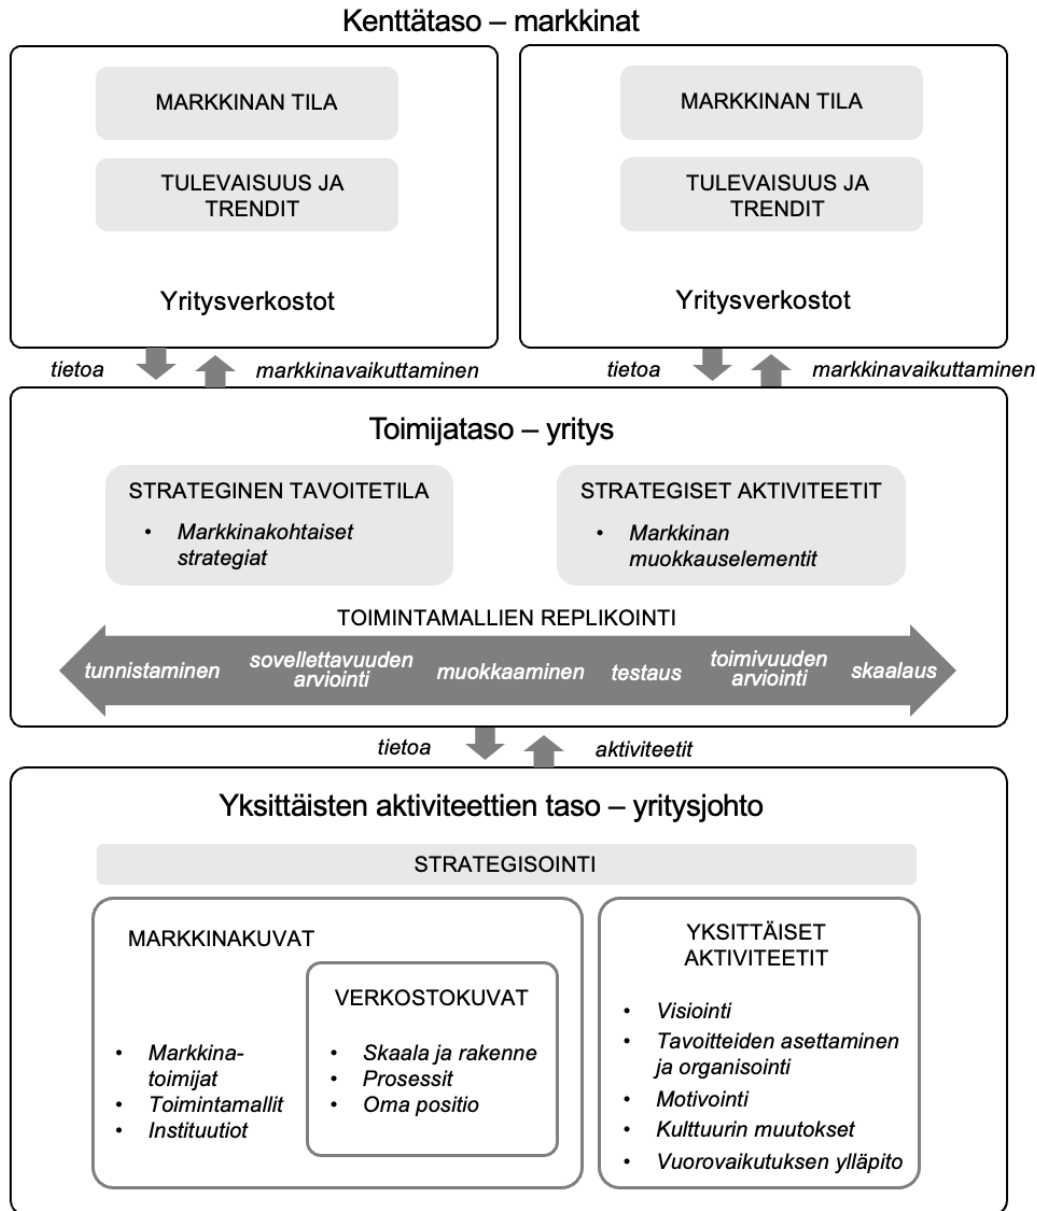 Kenttätaso – markkinat
MARKKINAN TILA
TULEVAISUUS JA
TRENDIT
Yritysverkostot
MARKKINAN TILA
TULEVAISUUS JA
TRENDIT
Yritysverkostot
tietoa
markkinavaikuttaminen
tietoa
markkinavaikuttaminen
Toimijataso – yritys
STRATEGINEN TAVOITETILA
• Markkinakohtaiset
strategiat
STRATEGISET AKTIVITEETIT
• Markkinan
muokkauselementit
TOIMINTAMALLIEN REPLIKOINTI
tunnistaminen
sovellettavuuden
arviointi
muokkaaminen
testaus
toimivuuden
arviointi
skaalaus
tietoa
aktiviteetit
Yksittäisten aktiviteettien taso – yritysjohto
STRATEGISOINTI
MARKKINAKUVAT
• Markkina-
toimijat
• Toimintamallit
• Instituutiot
VERKOSTOKUVAT
• Skaala ja rakenne
• Prosessit
• Oma positio
YKSITTÄISET
AKTIVITEETIT
• Visiointi
• Tavoitteiden asettaminen
ja organisointi
• Motivointi
• Kulttuurin muutokset
• Vuorovaikutuksen ylläpito